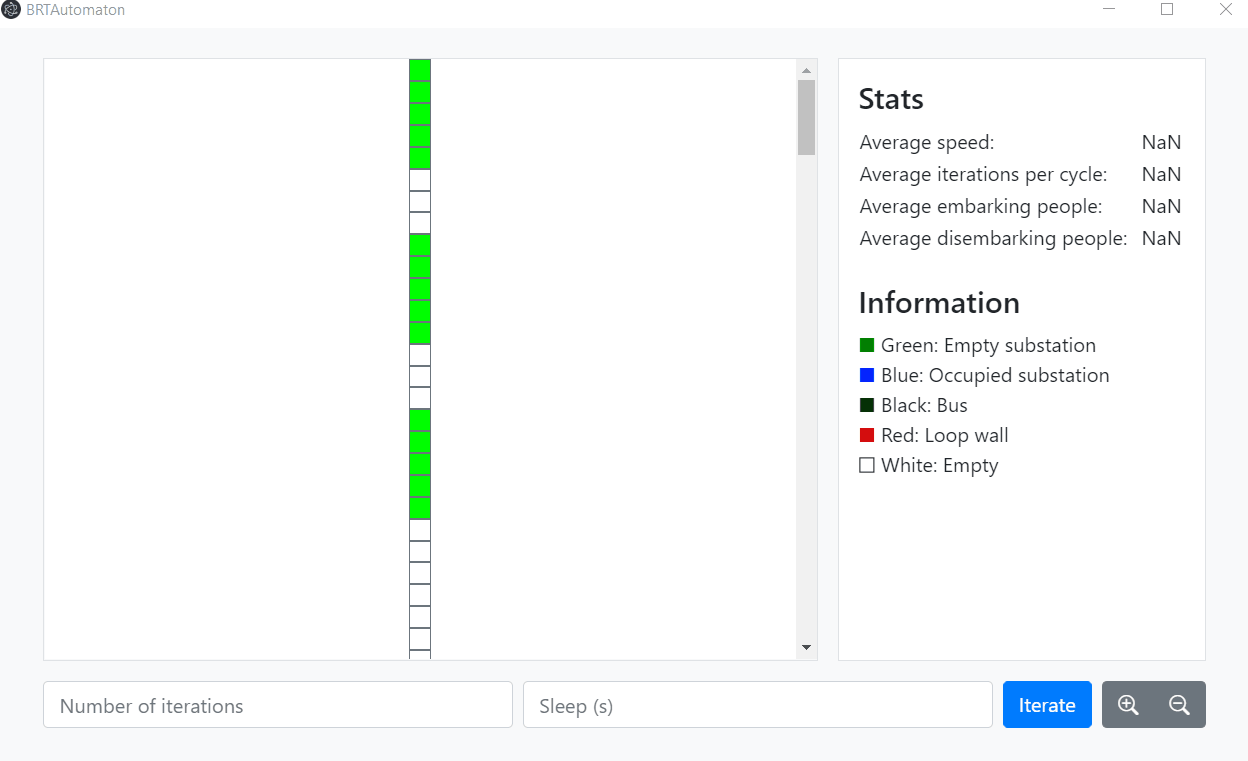 BRTAutomaton
Stats
Average speed: NaN
Average iterations per cycle: NaN
Average embarking people: NaN
Average disembarking people: NaN
Information
Green: Empty substation
Blue: Occupied substation
Black: Bus
Red: Loop wall
White: Empty
Number of iterations
Sleep (s)
Iterate